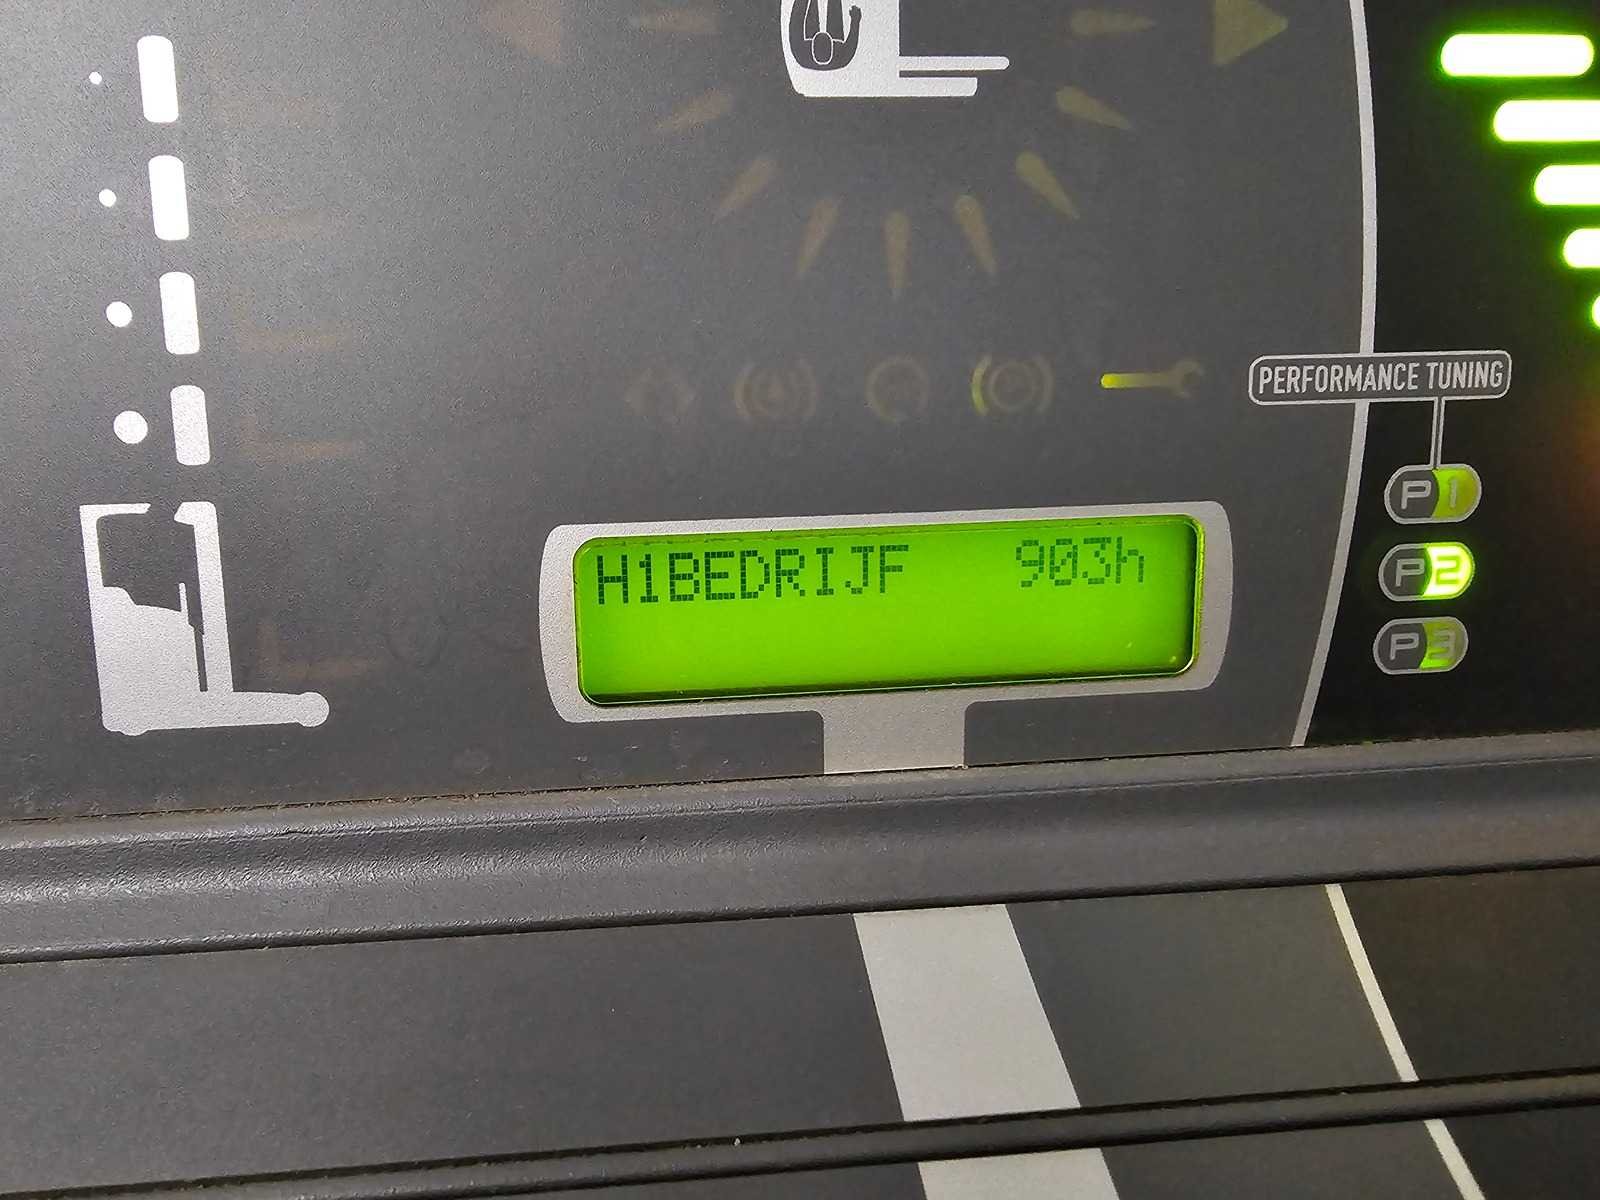 PERFORMANCE TUNING
P1
P2
P3
H1BEDRIJF 903h